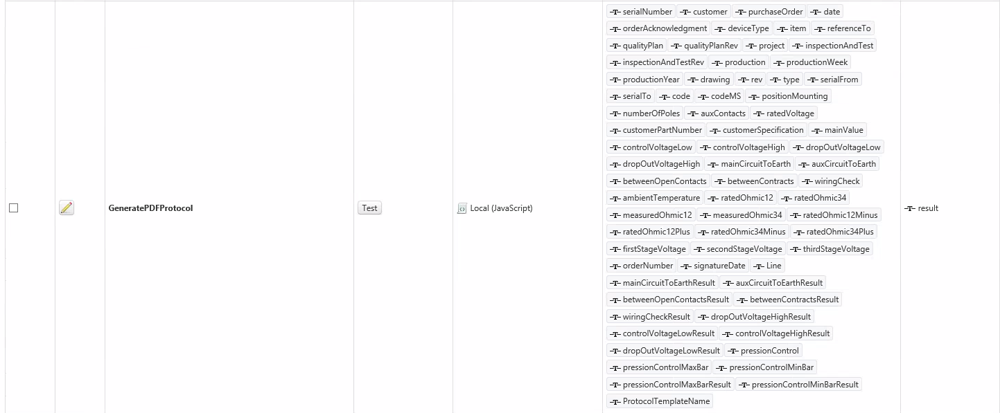 serialNumber customer purchaseOrder date
orderAcknowledgment deviceType item referenceTo
qualityPlan qualityPlanRev project inspectionAndTest
inspectionAndTestRev production productionWeek
productionYear drawing rev type serialFrom
serialTo code codeMS positionMounting
numberOfPoles auxContacts ratedVoltage
customerPartNumber customerSpecification mainValue
controlVoltageLow controlVoltageHigh dropOutVoltageLow
dropOutVoltageHigh mainCircuitToEarth auxCircuitToEarth
betweenOpenContacts betweenContracts wiringCheck
ambientTemperature ratedOhmic12 ratedOhmic34
GeneratePDFProtocol Test Local (JavaScript) result
measuredOhmic12 measuredOhmic34 ratedOhmic12Minus
ratedOhmic12Plus ratedOhmic34Minus ratedOhmic34Plus
firstStageVoltage secondStageVoltage thirdStageVoltage
orderNumber signatureDate Line
mainCircuitToEarthResult auxCircuitToEarthResult
betweenOpenContactsResult betweenContractsResult
wiringCheckResult dropOutVoltageHighResult
controlVoltageLowResult controlVoltageHighResult
dropOutVoltageLowResult pressionControl
pressionControlMaxBar pressionControlMinBar
pressionControlMaxBarResult pressionControlMinBarResult
ProtocolTemplateName